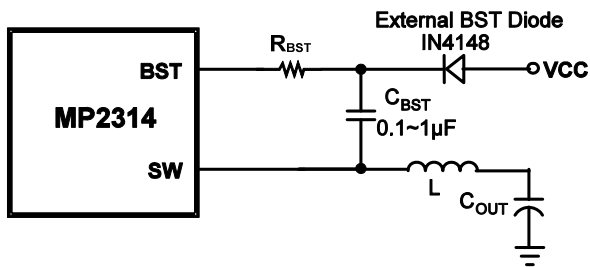 External BST Diode
IN4148
RBST
BST
VCC
CBST
MP2314
0.1~1µF
SW
L
COUT